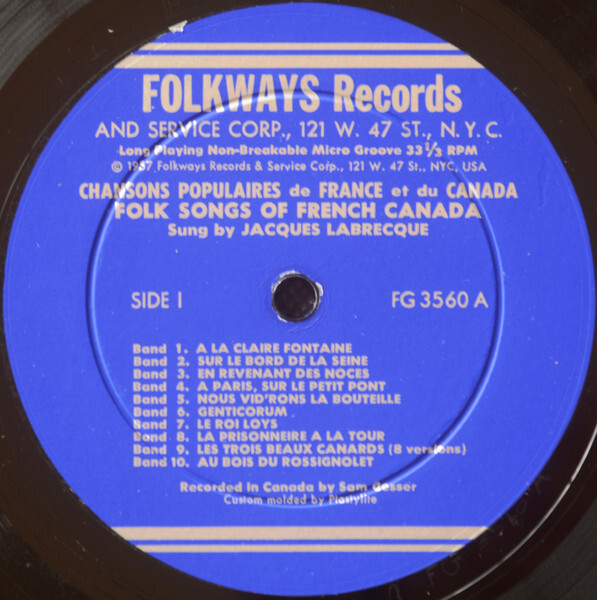 FOLKWAYS Records
AND SERVICE CORP., 121 W. 47 ST., N.Y.C.
Long Playing Non-Breakable Micro Groove 33 1/3 RPM
© 1957 Folkways Records & Service Corp., 121 W. 47 St., NYC, USA
CHANSONS POPULAIRES de FRANCE et du CANADA
FOLK SONGS OF FRENCH CANADA
Sung by JACQUES LABRECQUE
SIDE I FG 3560 A
Band 1. A LA CLAIRE FONTAINE
Band 2. SUR LE BORD DE LA SEINE
Band 3. EN REVENANT DES NOCES
Band 4. A PARIS, SUR LE PETIT PONT
Band 5. NOUS VID'RONS LA BOUTEILLE
Band 6. GENTICORUM
Band 7. LE ROI LOYS
Band 8. LA PRISONNEIRE A LA TOUR
Band 9. LES TROIS BEAUX CANARDS (8 versions)
Band 10. AU BOIS DU ROSSIGNOLET
Recorded in Canada by Sam Gesser
Custom molded by Plastylite